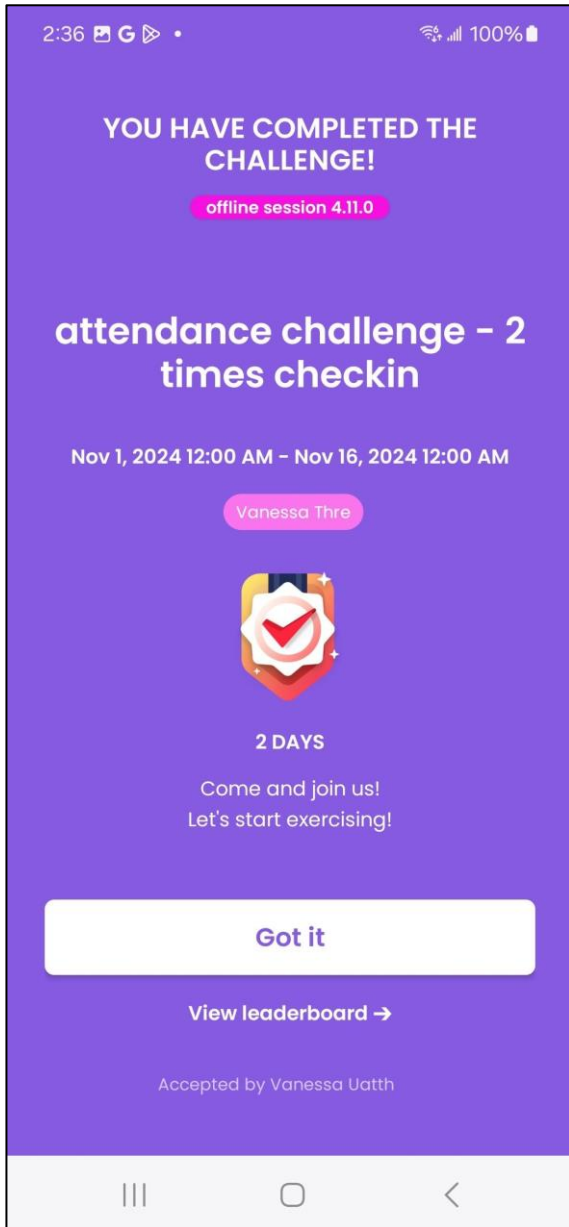 2:36 G 100%
YOU HAVE COMPLETED THE
CHALLENGE!
offline session 4.11.0
attendance challenge - 2
times checkin
Nov 1, 2024 12:00 AM - Nov 16, 2024 12:00 AM
Vanessa Thre
2 DAYS
Come and join us!
Let's start exercising!
Got it
View leaderboard →
Accepted by Vanessa Uatth